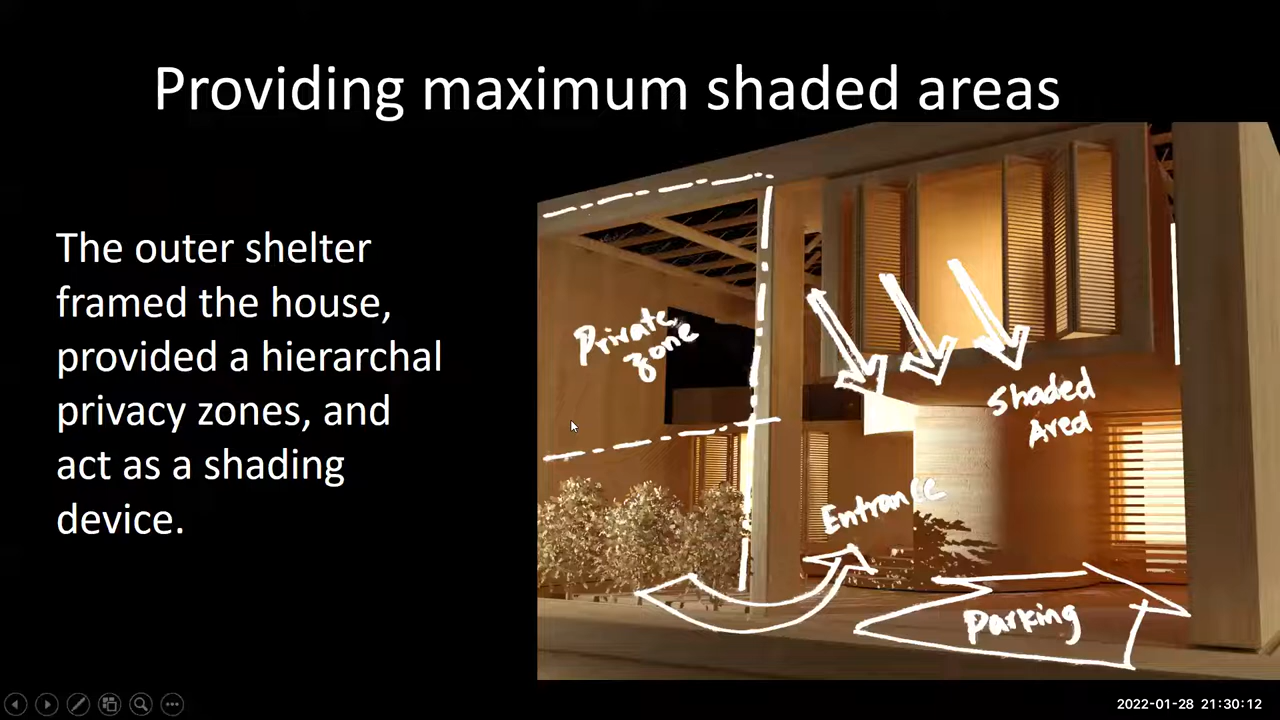 Providing maximum shaded areas
The outer shelter
framed the house,
provided a hierarchal
privacy zones, and
act as a shading
device.
Private
zone
Shaded
Area
Entrance
Parking
2022-01-28 21:30:12